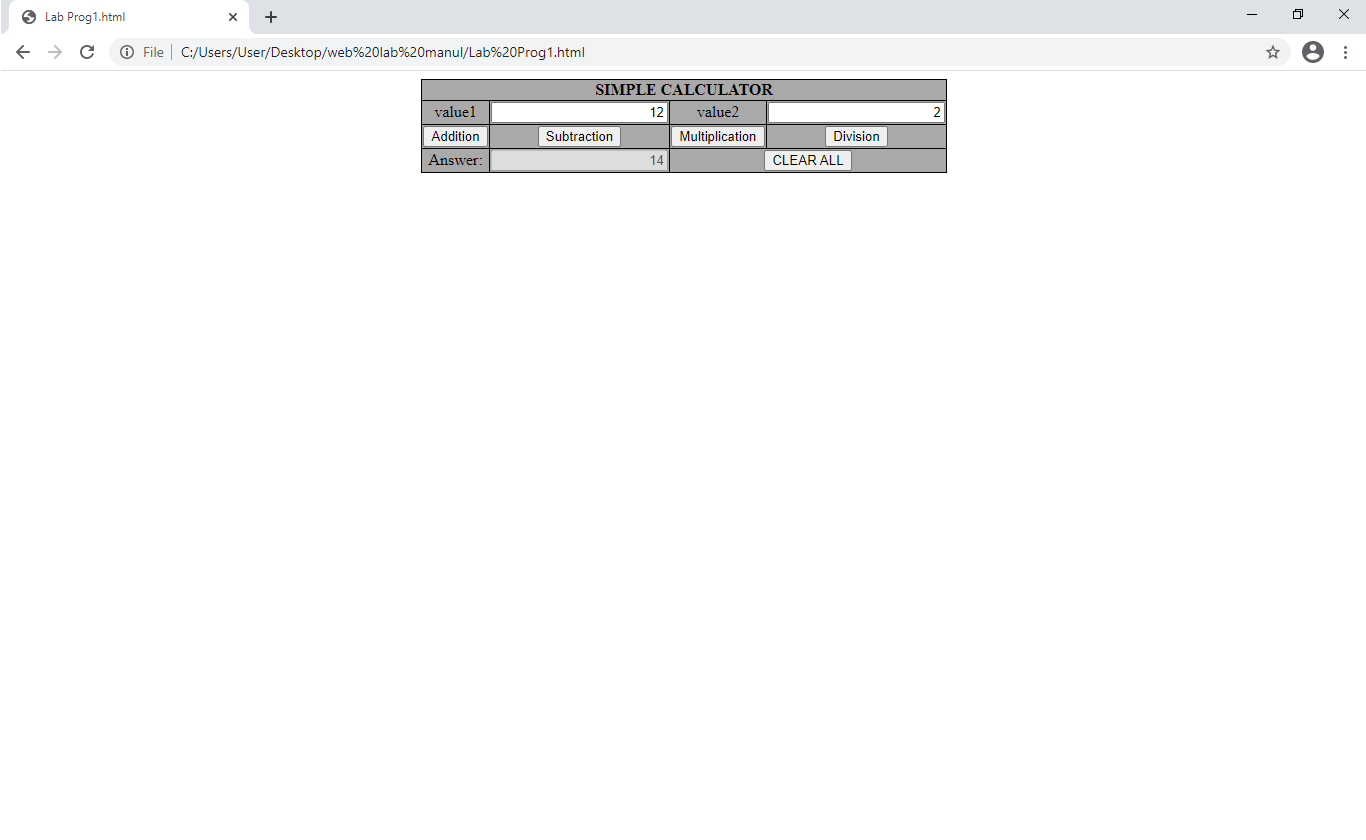 Lab Prog1.html
File C:/Users/User/Desktop/web%20lab%20manul/Lab%20Prog1.html
SIMPLE CALCULATOR
value1 12 value2 2
Addition Subtraction Multiplication Division
Answer: 14 CLEAR ALL